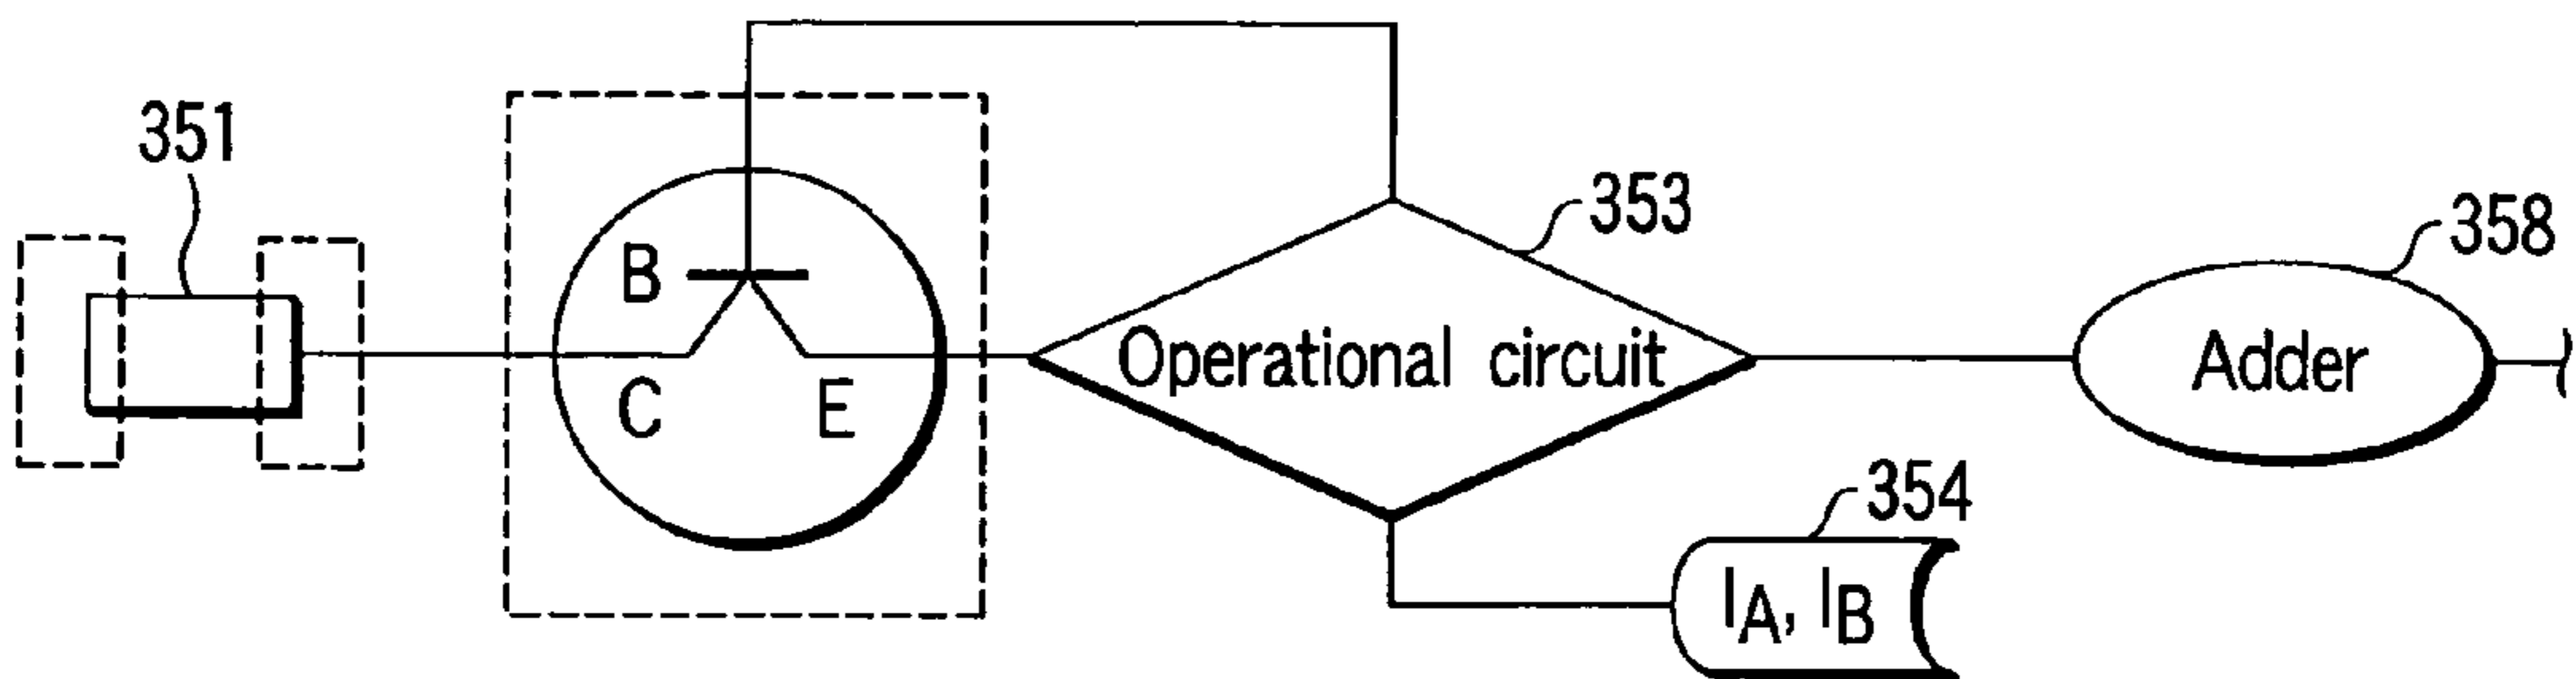 351
B
C
E
Operational circuit
353
Adder
358
354
IA, IB